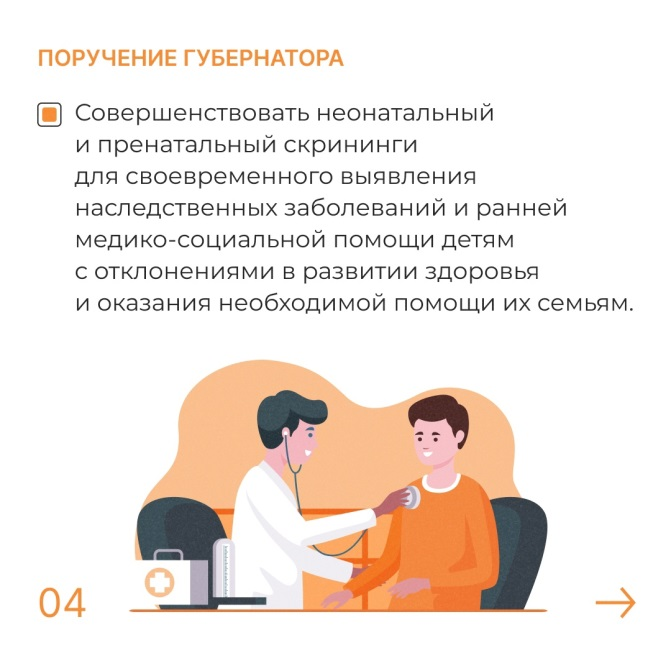 ПОРУЧЕНИЕ ГУБЕРНАТОРА
Совершенствовать неонатальный
и пренатальный скрининги
для своевременного выявления
наследственных заболеваний и ранней
медико-социальной помощи детям
с отклонениями в развитии здоровья
и оказания необходимой помощи их семьям.
04